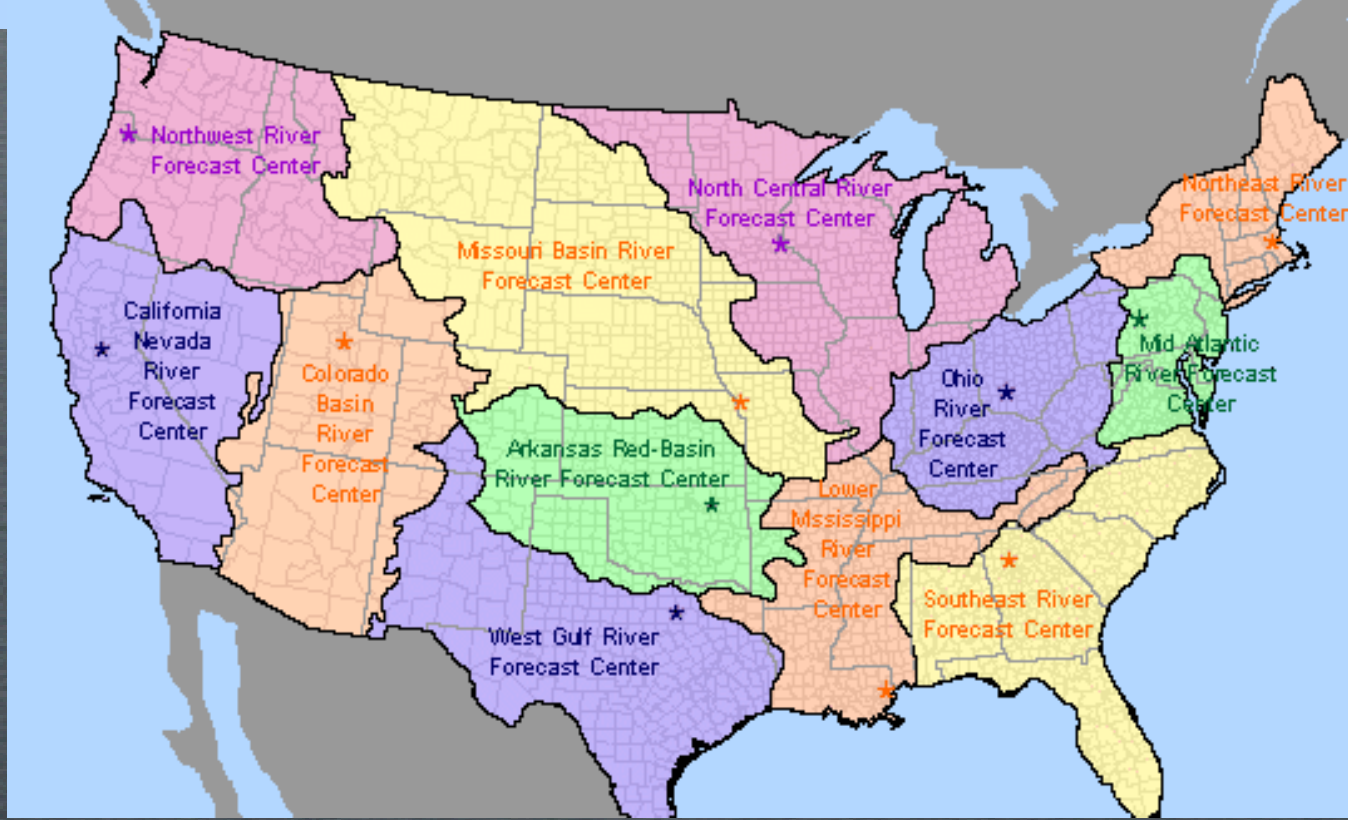 Northwest River
Forecast Center
North Central River
Forecast Center
Northeast River
Forecast Center
Missouri Basin River
Forecast Center
California
Nevada
River
Forecast
Center
Colorado
Basin
River
Forecast
Center
Ohio
River
Forecast
Center
Mid Atlantic
River Forecast
Center
Arkansas Red-Basin
River Forecast Center
Lower
Mssissippi
River
Forecast
Center
Southeast River
Forecast Center
West Gulf River
Forecast Center